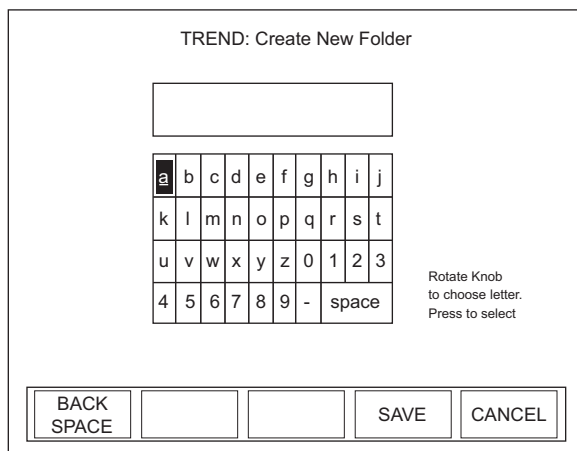 TREND: Create New Folder
a b c d e f g h i j
k l m n o p q r s t
u v w x y z 0 1 2 3
4 5 6 7 8 9 - space
Rotate Knob
to choose letter.
Press to select
BACK
SPACE
SAVE
CANCEL